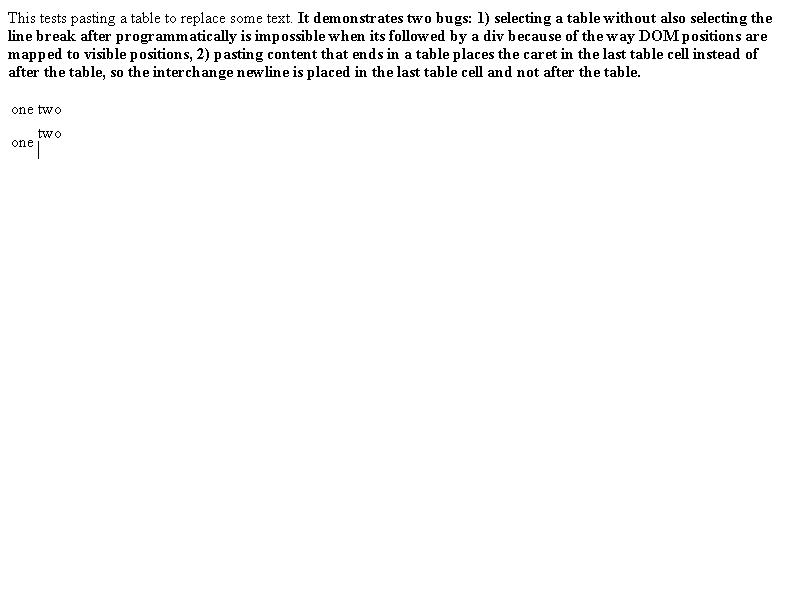 This tests pasting a table to replace some text. It demonstrates two bugs: 1) selecting a table without also selecting the
line break after programmatically is impossible when its followed by a div because of the way DOM positions are
mapped to visible positions, 2) pasting content that ends in a table places the caret in the last table cell instead of
after the table, so the interchange newline is placed in the last table cell and not after the table.
one two
one two